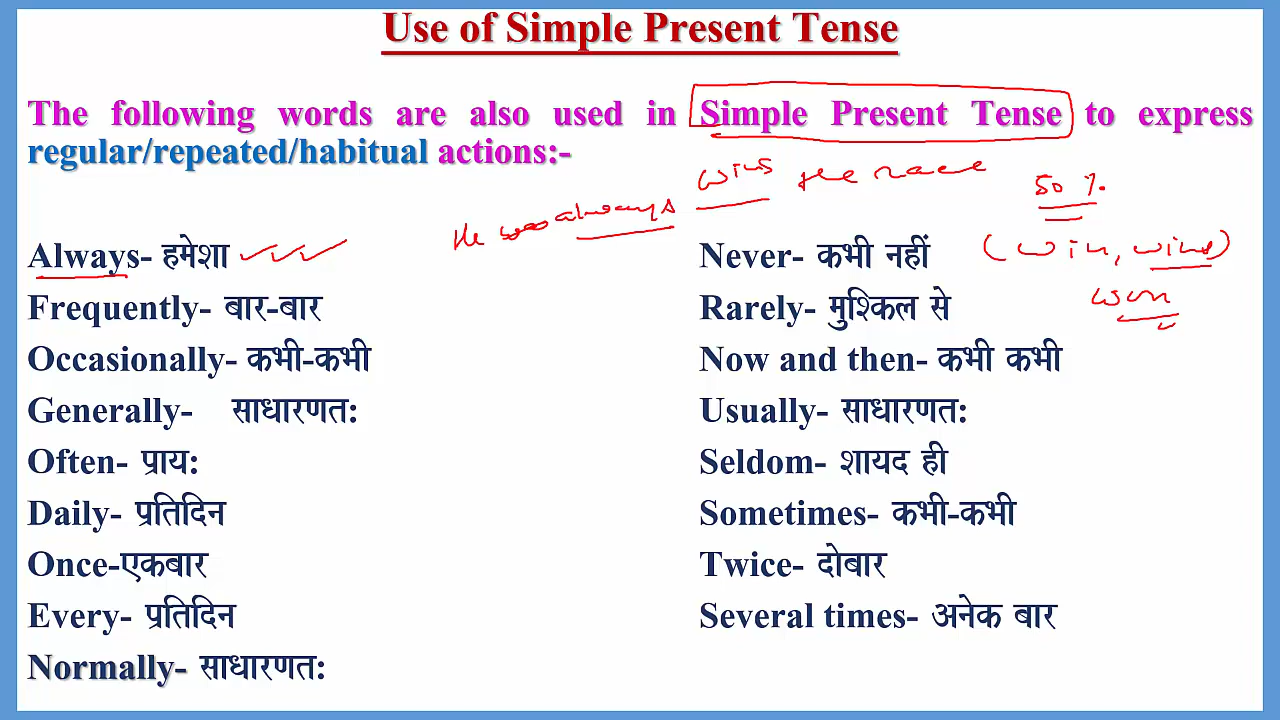 Use of Simple Present Tense
The following words are also used in Simple Present Tense to express
regular/repeated/habitual actions:-
wins the race
He always
50 %
Always- हमेशा
Never- कभी नहीं
(win, wins)
Frequently- बार-बार
Rarely- मुश्किल से
won
Occasionally- कभी-कभी
Now and then- कभी कभी
Generally- साधारणत:
Usually- साधारणत:
Often- प्राय:
Seldom- शायद ही
Daily- प्रतिदिन
Sometimes- कभी-कभी
Once-एकबार
Twice- दोबार
Every- प्रतिदिन
Several times- अनेक बार
Normally- साधारणत: